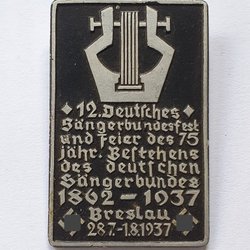 12. Deutsches
Sängerbundesfest
und Feier des 75
jähr. Bestehens
des deutschen
Sängerbundes
1862-1937
Breslau
28.7.-1.8.1937